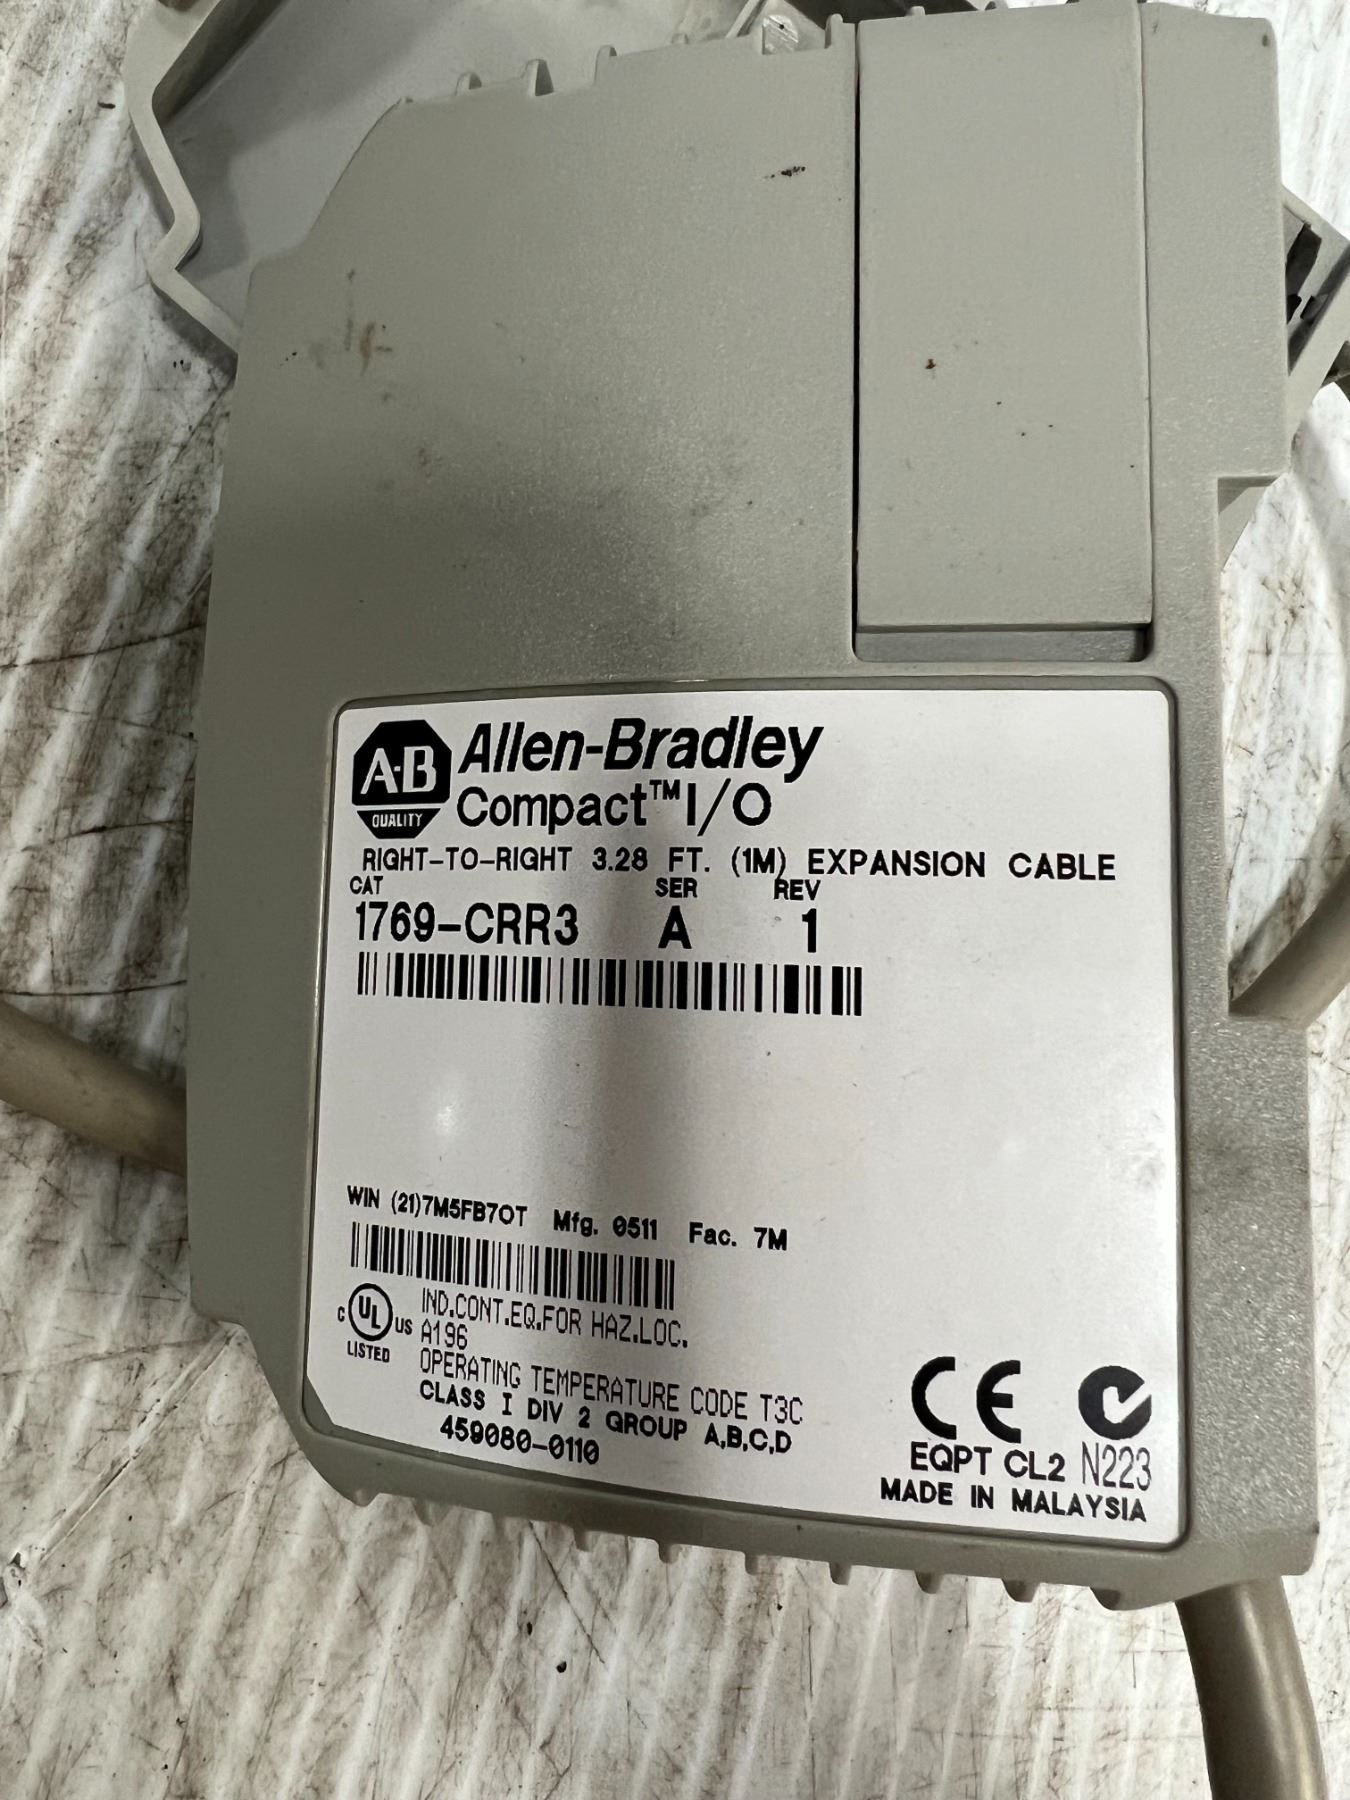 A-B
QUALITY
Allen-Bradley
Compact™ I/O
RIGHT-TO-RIGHT 3.28 FT. (1M) EXPANSION CABLE
CAT SER REV
1769-CRR3 A 1
WIN (21)7M5FB7OT Mfg. 0511 Fac. 7M
C UL US
LISTED
IND.CONT.EQ.FOR HAZ.LOC.
A196
OPERATING TEMPERATURE CODE T3C
CLASS I DIV 2 GROUP A,B,C,D
459080-0110
CE
EQPT CL2 N223
MADE IN MALAYSIA